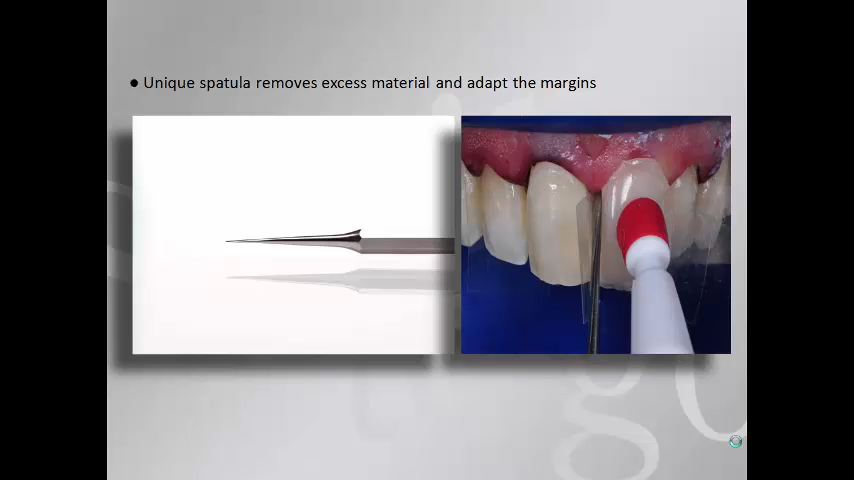 ● Unique spatula removes excess material and adapt the margins